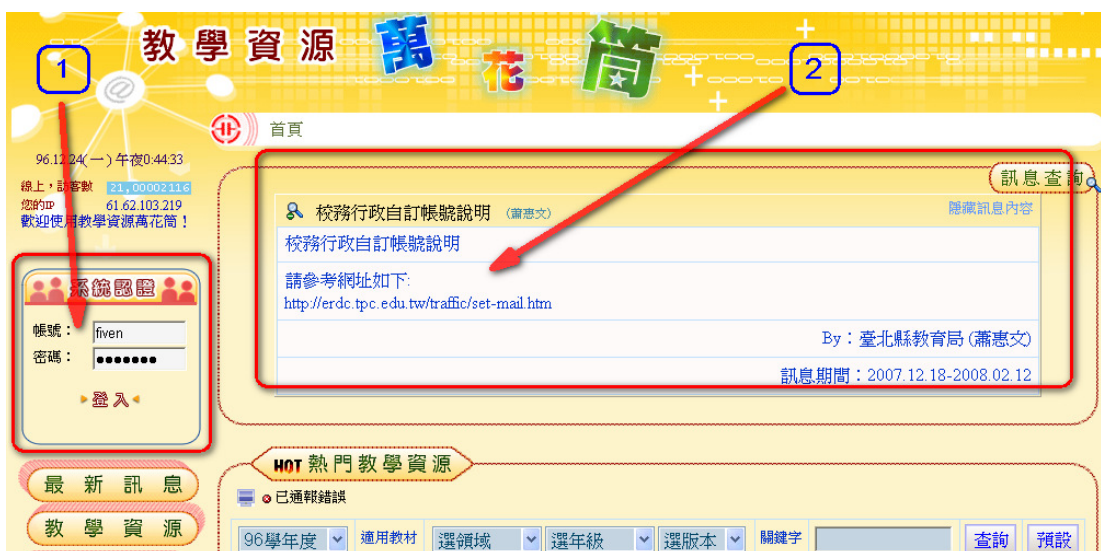 教學資源 萬花筒
1
2
首頁
96.12.24(一) 午夜0:44:33
線上，訪客數 21,00002116
您的IP 61.62.103.219
歡迎使用教學資源萬花筒！
訊息查詢
校務行政自訂帳號說明 (蕭惠文)
隱藏訊息內容
校務行政自訂帳號說明
請參考網址如下:
http://erdc.tpc.edu.tw/traffic/set-mail.htm
By：臺北縣教育局 (蕭惠文)
訊息期間：2007.12.18-2008.02.12
系統認證
帳號： fiven
密碼： ●●●●●●●
登入
最新訊息
教學資源
HOT 熱門教學資源
已通報錯誤
96學年度 適用教材 選領域 選年級 選版本 關鍵字 查詢 預設